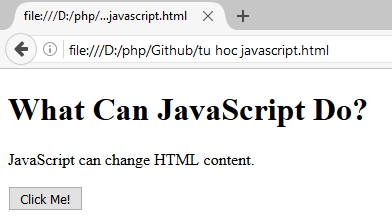 file:///D:/php/...javascript.html
file:///D:/php/Github/tu hoc javascript.html
What Can JavaScript Do?
JavaScript can change HTML content.
Click Me!